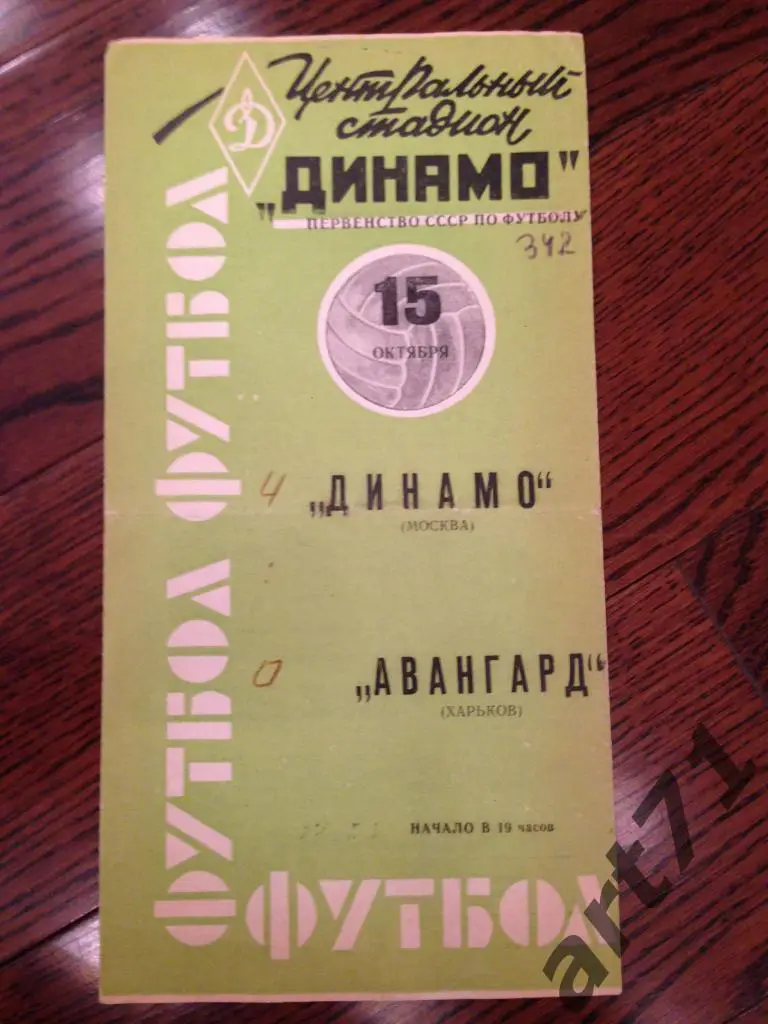 Д
Центральный
стадион
"ДИНАМО"
ПЕРВЕНСТВО СССР ПО ФУТБОЛУ
342
15
ОКТЯБРЯ
4 „ДИНАМО“
(МОСКВА)
0 „АВАНГАРД“
(ХАРЬКОВ)
НАЧАЛО В 19 часов
ФУТБОЛ ФУТБОЛ
ФУТБОЛ
art71